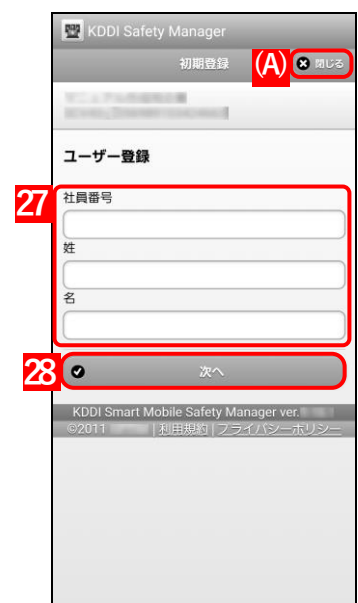 KDDI Safety Manager
初期登録 (A) 閉じる
ユーザー登録
27
社員番号
姓
名
28 次へ
KDDI Smart Mobile Safety Manager ver.
©2011 | 利用規約 | プライバシーポリシー